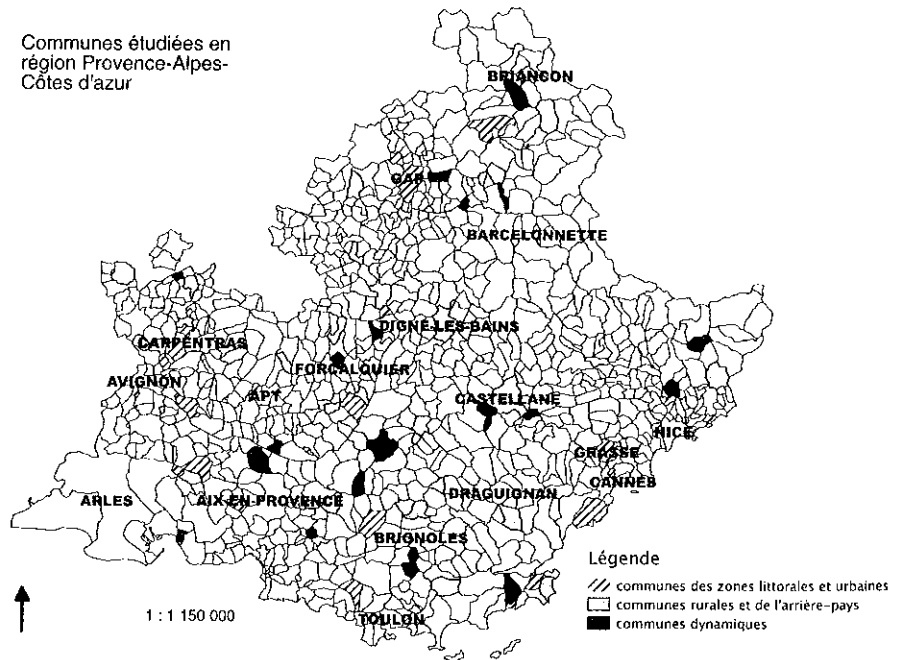 Communes étudiées en
région Provence-Alpes-
Côtes d'azur
BRIANCON
GAP
BARCELONNETTE
DIGNE-LES-BAINS
CARPENTRAS
FORCALQUIER
AVIGNON
APT
CASTELLANE
NICE
GRASSE
CANNES
DRAGUIGNAN
ARLES
AIX-EN-PROVENCE
BRIGNOLES
TOULON
1 : 1 150 000
Légende
communes des zones littorales et urbaines
communes rurales et de l'arrière-pays
communes dynamiques